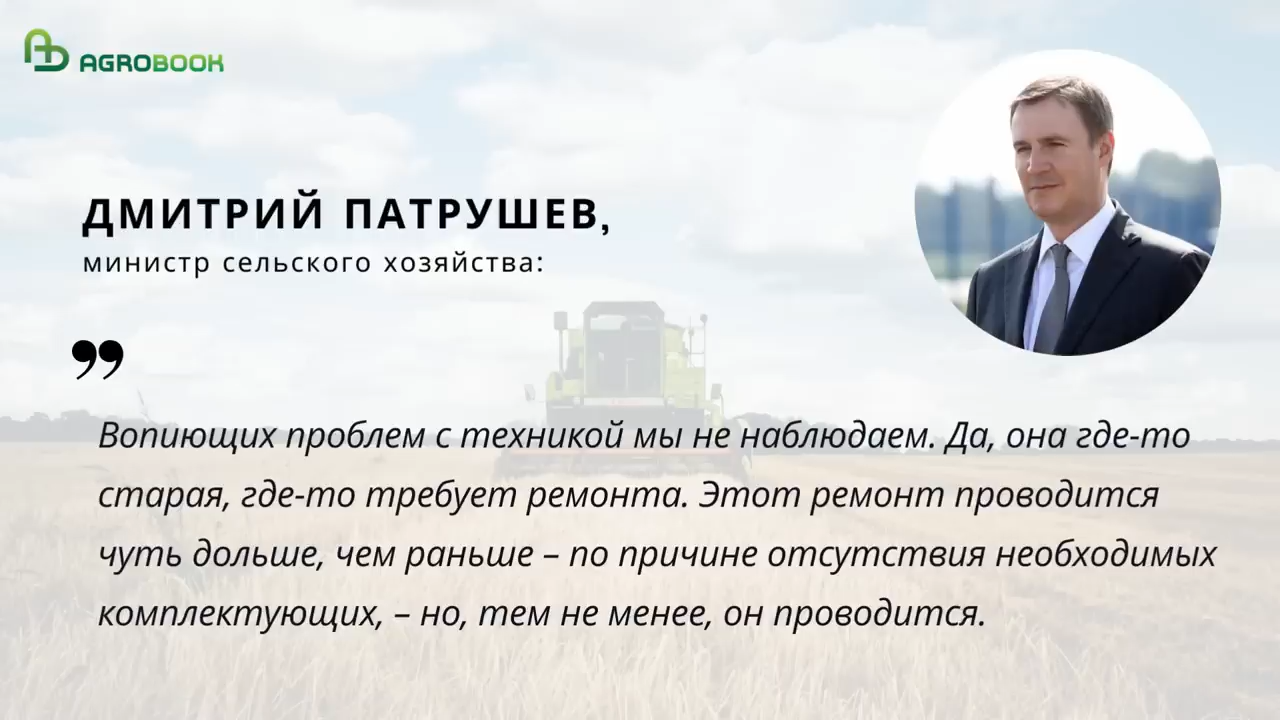 AGROBOOK
ДМИТРИЙ ПАТРУШЕВ,
министр сельского хозяйства:
”
Вопиющих проблем с техникой мы не наблюдаем. Да, она где-то
старая, где-то требует ремонта. Этот ремонт проводится
чуть дольше, чем раньше – по причине отсутствия необходимых
комплектующих, – но, тем не менее, он проводится.